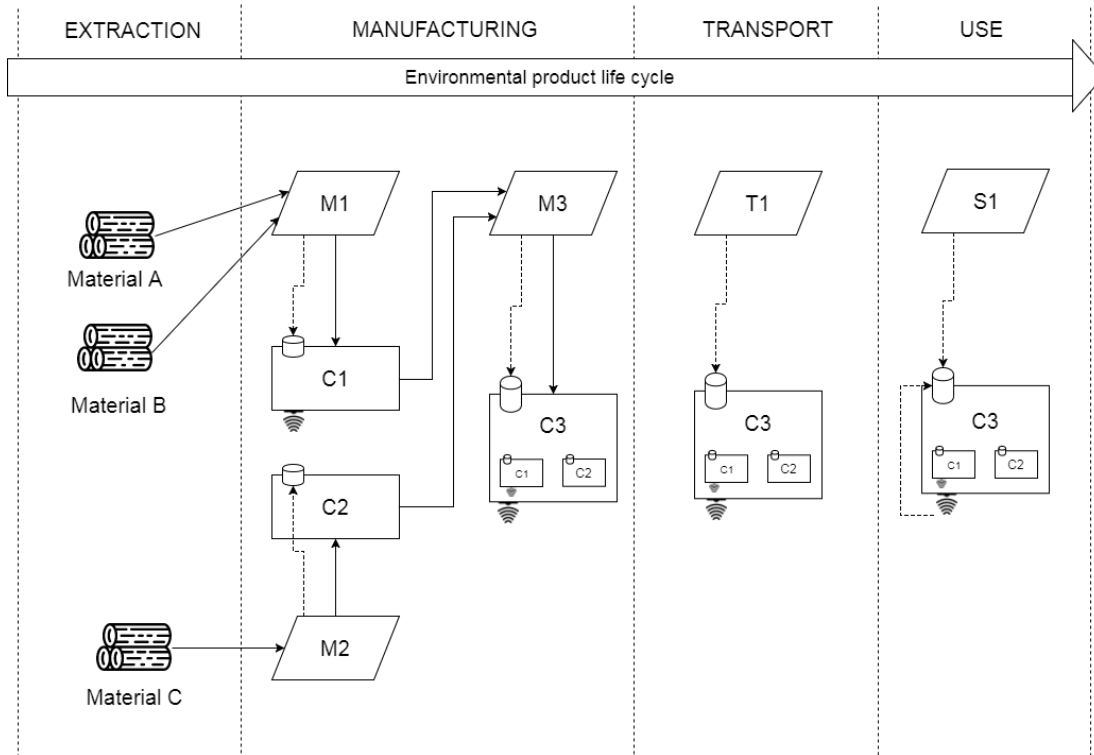 EXTRACTION
MANUFACTURING
TRANSPORT
USE
Environmental product life cycle
M1
M3
T1
S1
Material A
Material B
C1
C3
C1
C2
C3
C1
C2
C3
C1
C2
C2
M2
Material C